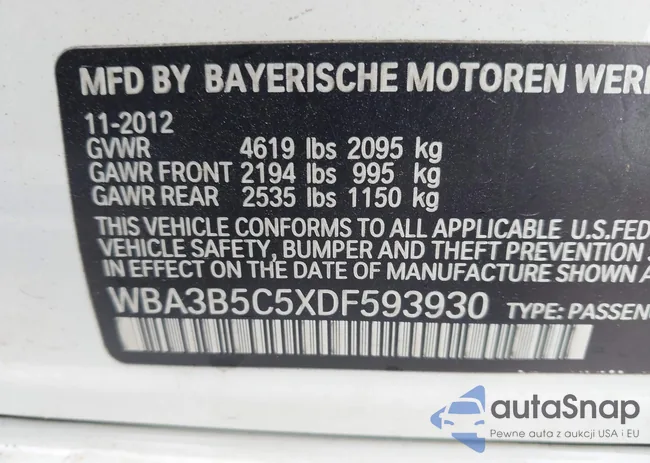 MFD BY BAYERISCHE MOTOREN
11-2012
GVWR 4619 lbs 2095 kg
GAWR FRONT 2194 lbs 995 kg
GAWR REAR 2535 lbs 1150 kg
THIS VEHICLE CONFORMS TO ALL APPLICABLE U.S.FED
VEHICLE SAFETY, BUMPER AND THEFT PREVENTION
IN EFFECT ON THE DATE OF MANUFACTURE SHOWN A
WBA3B5C5XDF593930 TYPE: PASSEN
autaSnap
Pewne auta z aukcji USA i EU